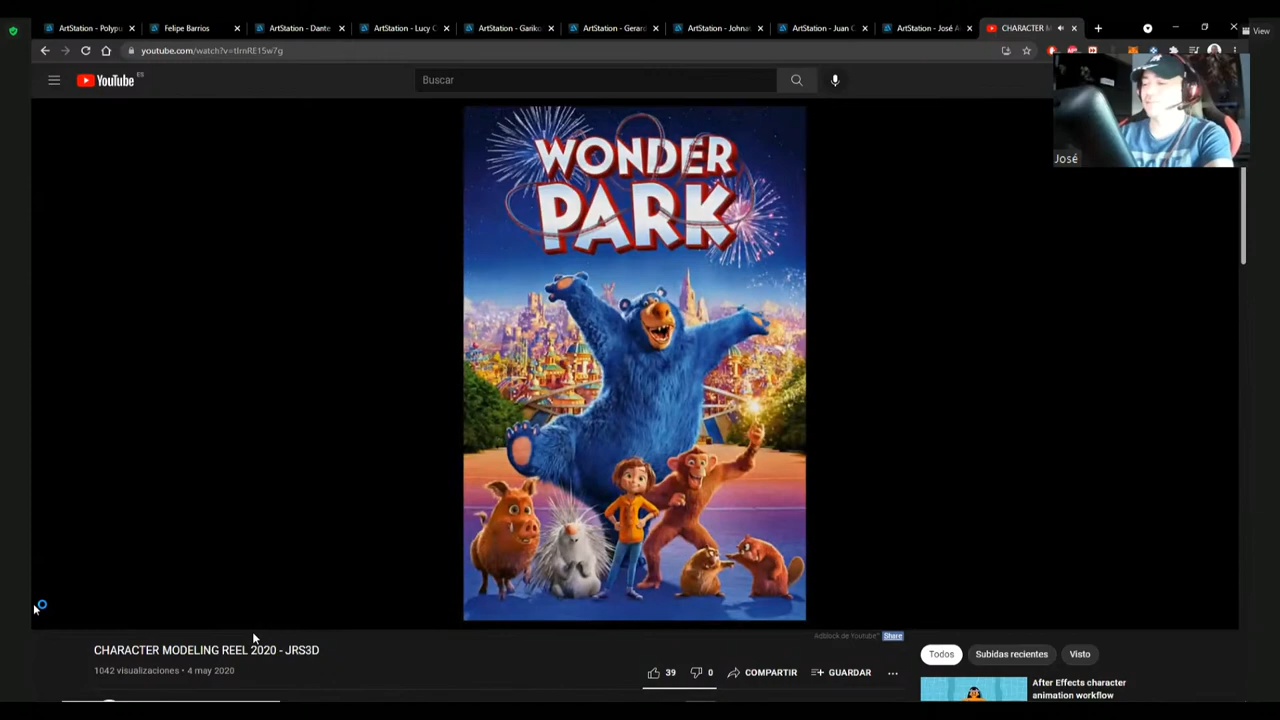 ArtStation - Polypu
Felipe Barrios
ArtStation - Dante
ArtStation - Lucy C
ArtStation - Gariko
ArtStation - Gerar
ArtStation - Johna
ArtStation - Juan C
ArtStation - José A
CHARACTER M
View
youtube.com/watch?v=
YouTube ES
Buscar
José
WONDER
PARK
Adblock de Youtube™ Share
CHARACTER MODELING REEL 2020 - JRS3D
1042 visualizaciones • 4 may 2020
39
0
COMPARTIR
GUARDAR
Todos
Subidas recientes
Visto
After Effects character
animation workflow